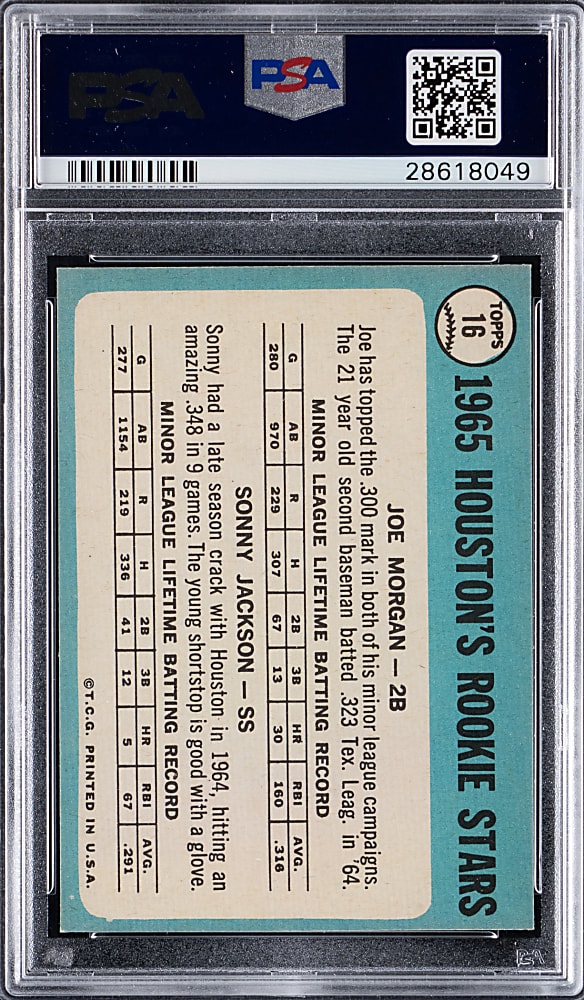 PSA
PSA
28618049
TOPPS
16
1965 HOUSTON'S ROOKIE STARS
JOE MORGAN — 2B
Joe has topped the .300 mark in both of his minor league campaigns.
The 21 year old second baseman batted .323 Tex. Leag. in '64.
MINOR LEAGUE LIFETIME BATTING RECORD
G AB R H 2B 3B HR RBI AVG.
280 970 229 307 67 13 30 160 .316
SONNY JACKSON — SS
Sonny had a late season crack with Houston in 1964, hitting an
amazing .348 in 9 games. The young shortstop is good with a glove.
MINOR LEAGUE LIFETIME BATTING RECORD
G AB R H 2B 3B HR RBI AVG.
277 1154 219 336 41 12 5 67 .291
©T.C.G. PRINTED IN U.S.A.
PSA